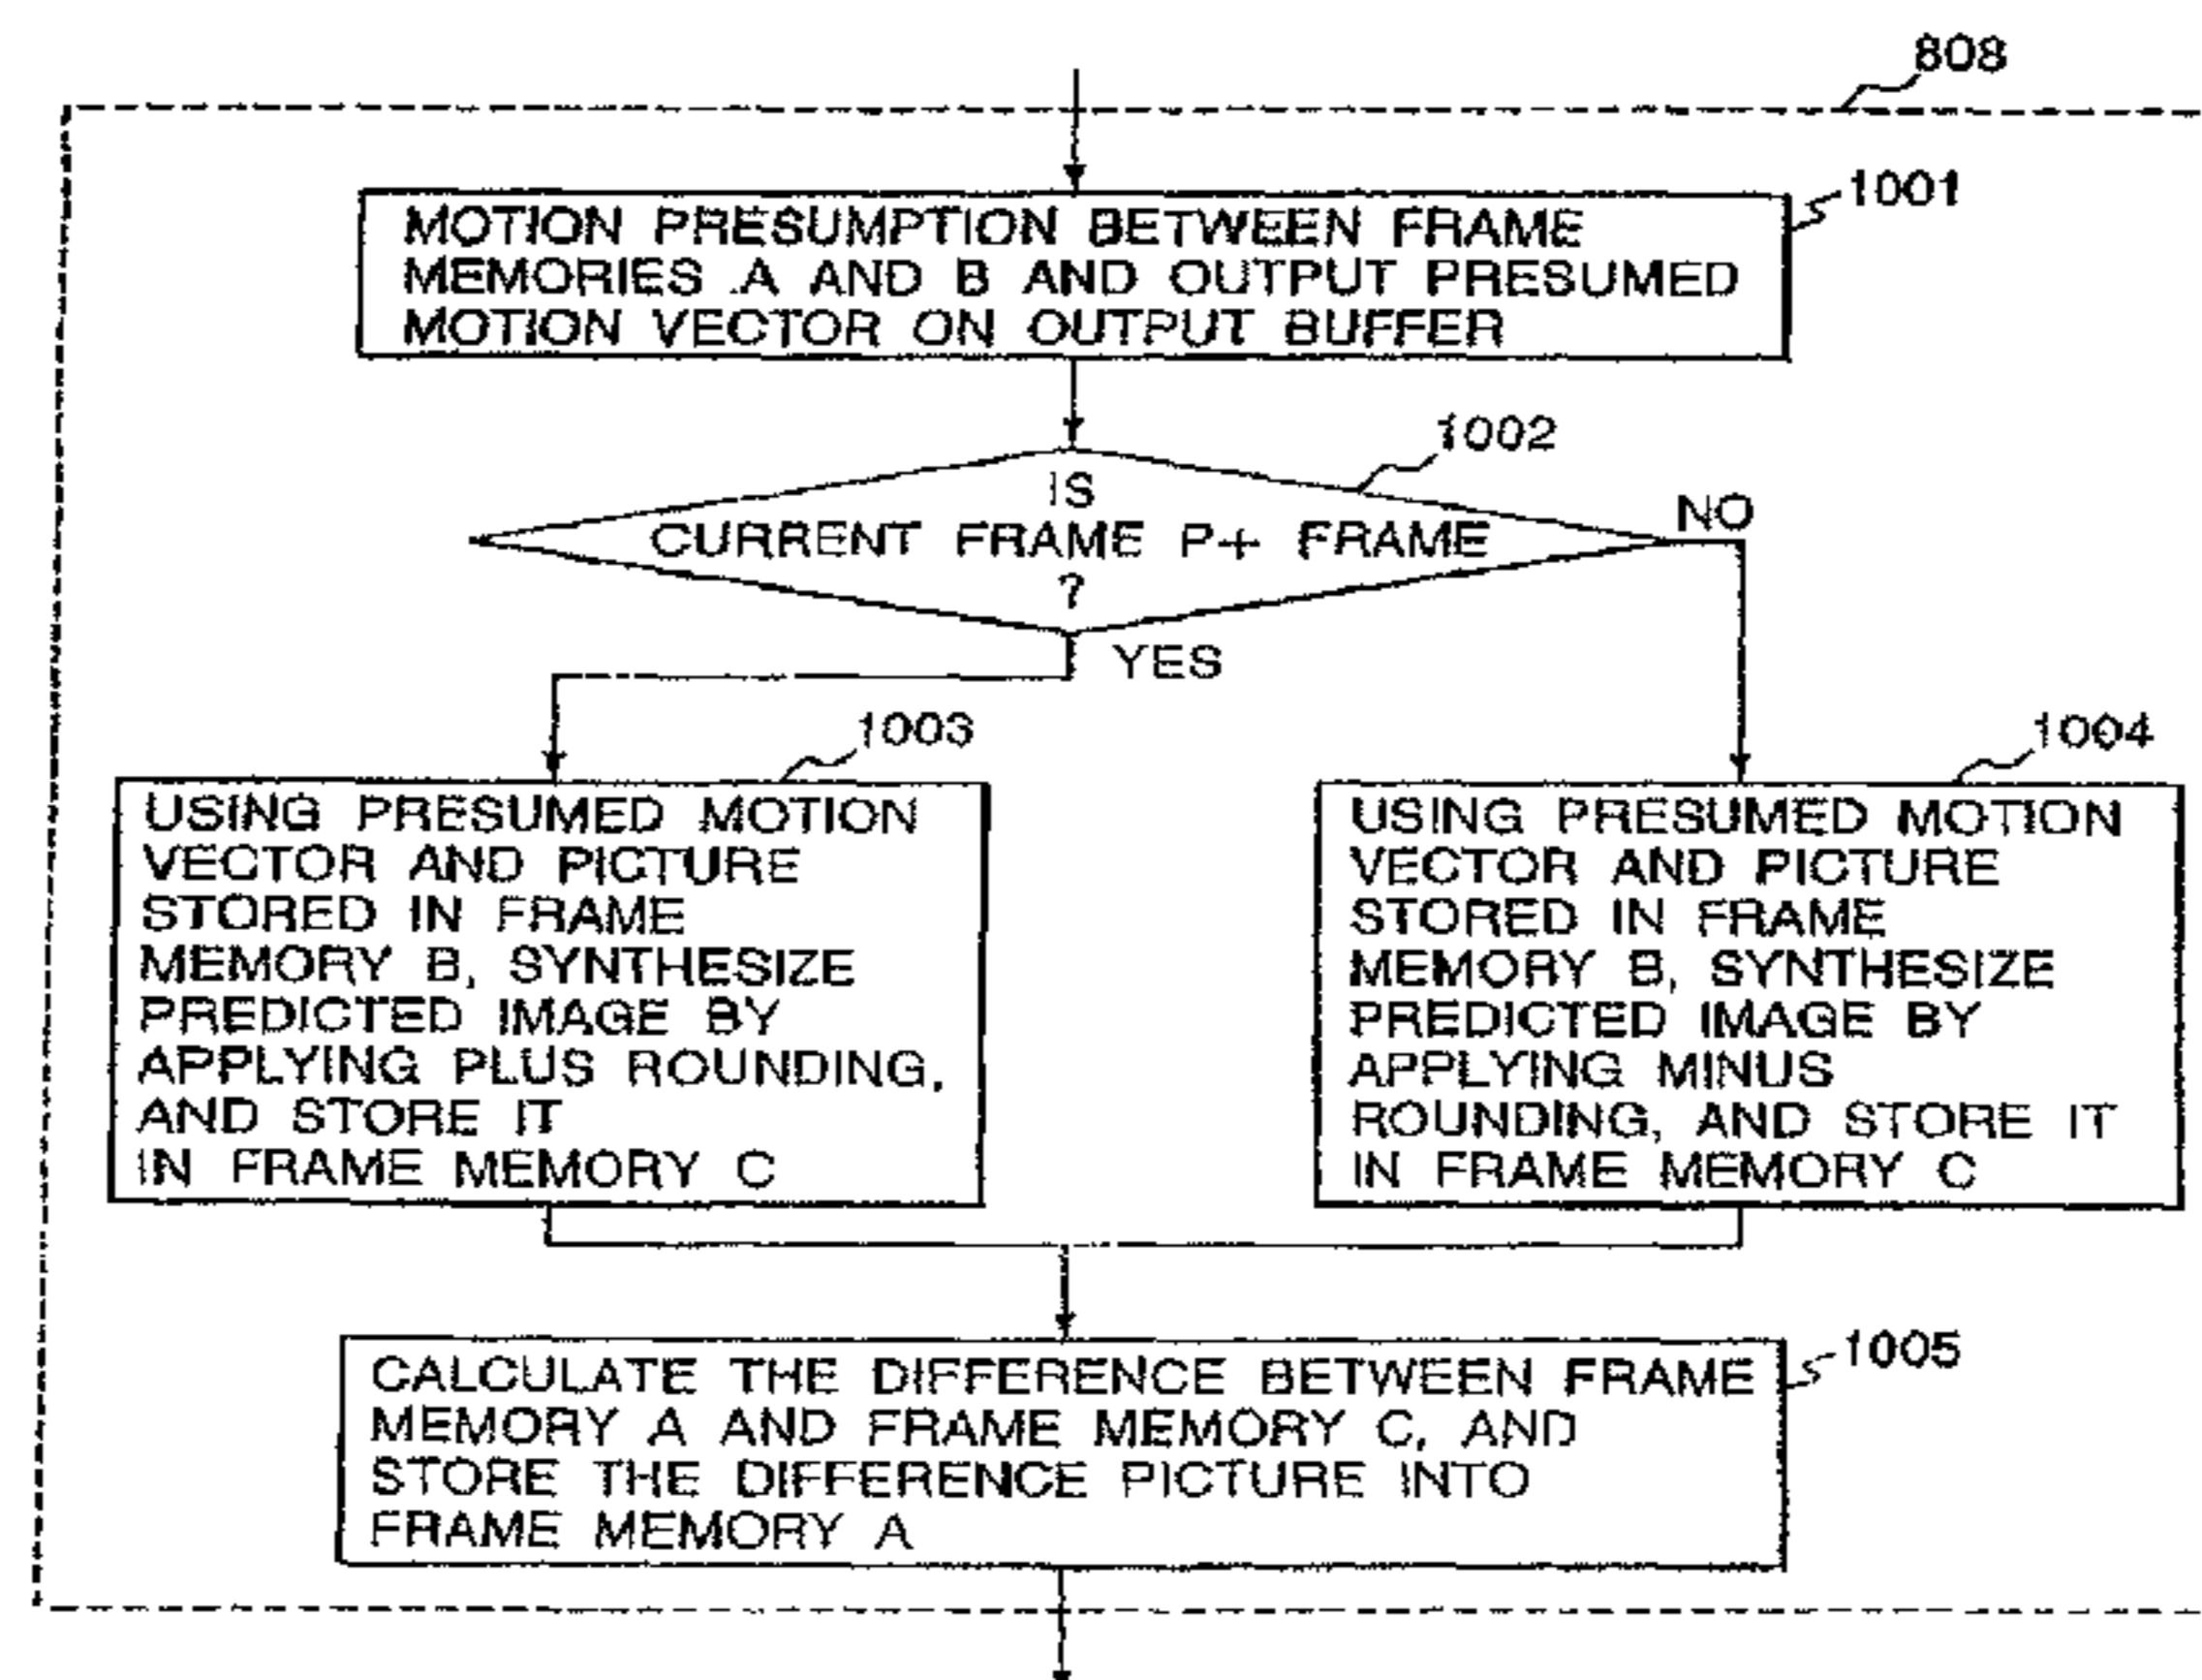 808
1001
MOTION PRESUMPTION BETWEEN FRAME
MEMORIES A AND B AND OUTPUT PRESUMED
MOTION VECTOR ON OUTPUT BUFFER
1002
IS
CURRENT FRAME P+ FRAME
?
NO
YES
1003
USING PRESUMED MOTION
VECTOR AND PICTURE
STORED IN FRAME
MEMORY B, SYNTHESIZE
PREDICTED IMAGE BY
APPLYING PLUS ROUNDING,
AND STORE IT
IN FRAME MEMORY C
1004
USING PRESUMED MOTION
VECTOR AND PICTURE
STORED IN FRAME
MEMORY B, SYNTHESIZE
PREDICTED IMAGE BY
APPLYING MINUS
ROUNDING, AND STORE IT
IN FRAME MEMORY C
1005
CALCULATE THE DIFFERENCE BETWEEN FRAME
MEMORY A AND FRAME MEMORY C, AND
STORE THE DIFFERENCE PICTURE INTO
FRAME MEMORY A